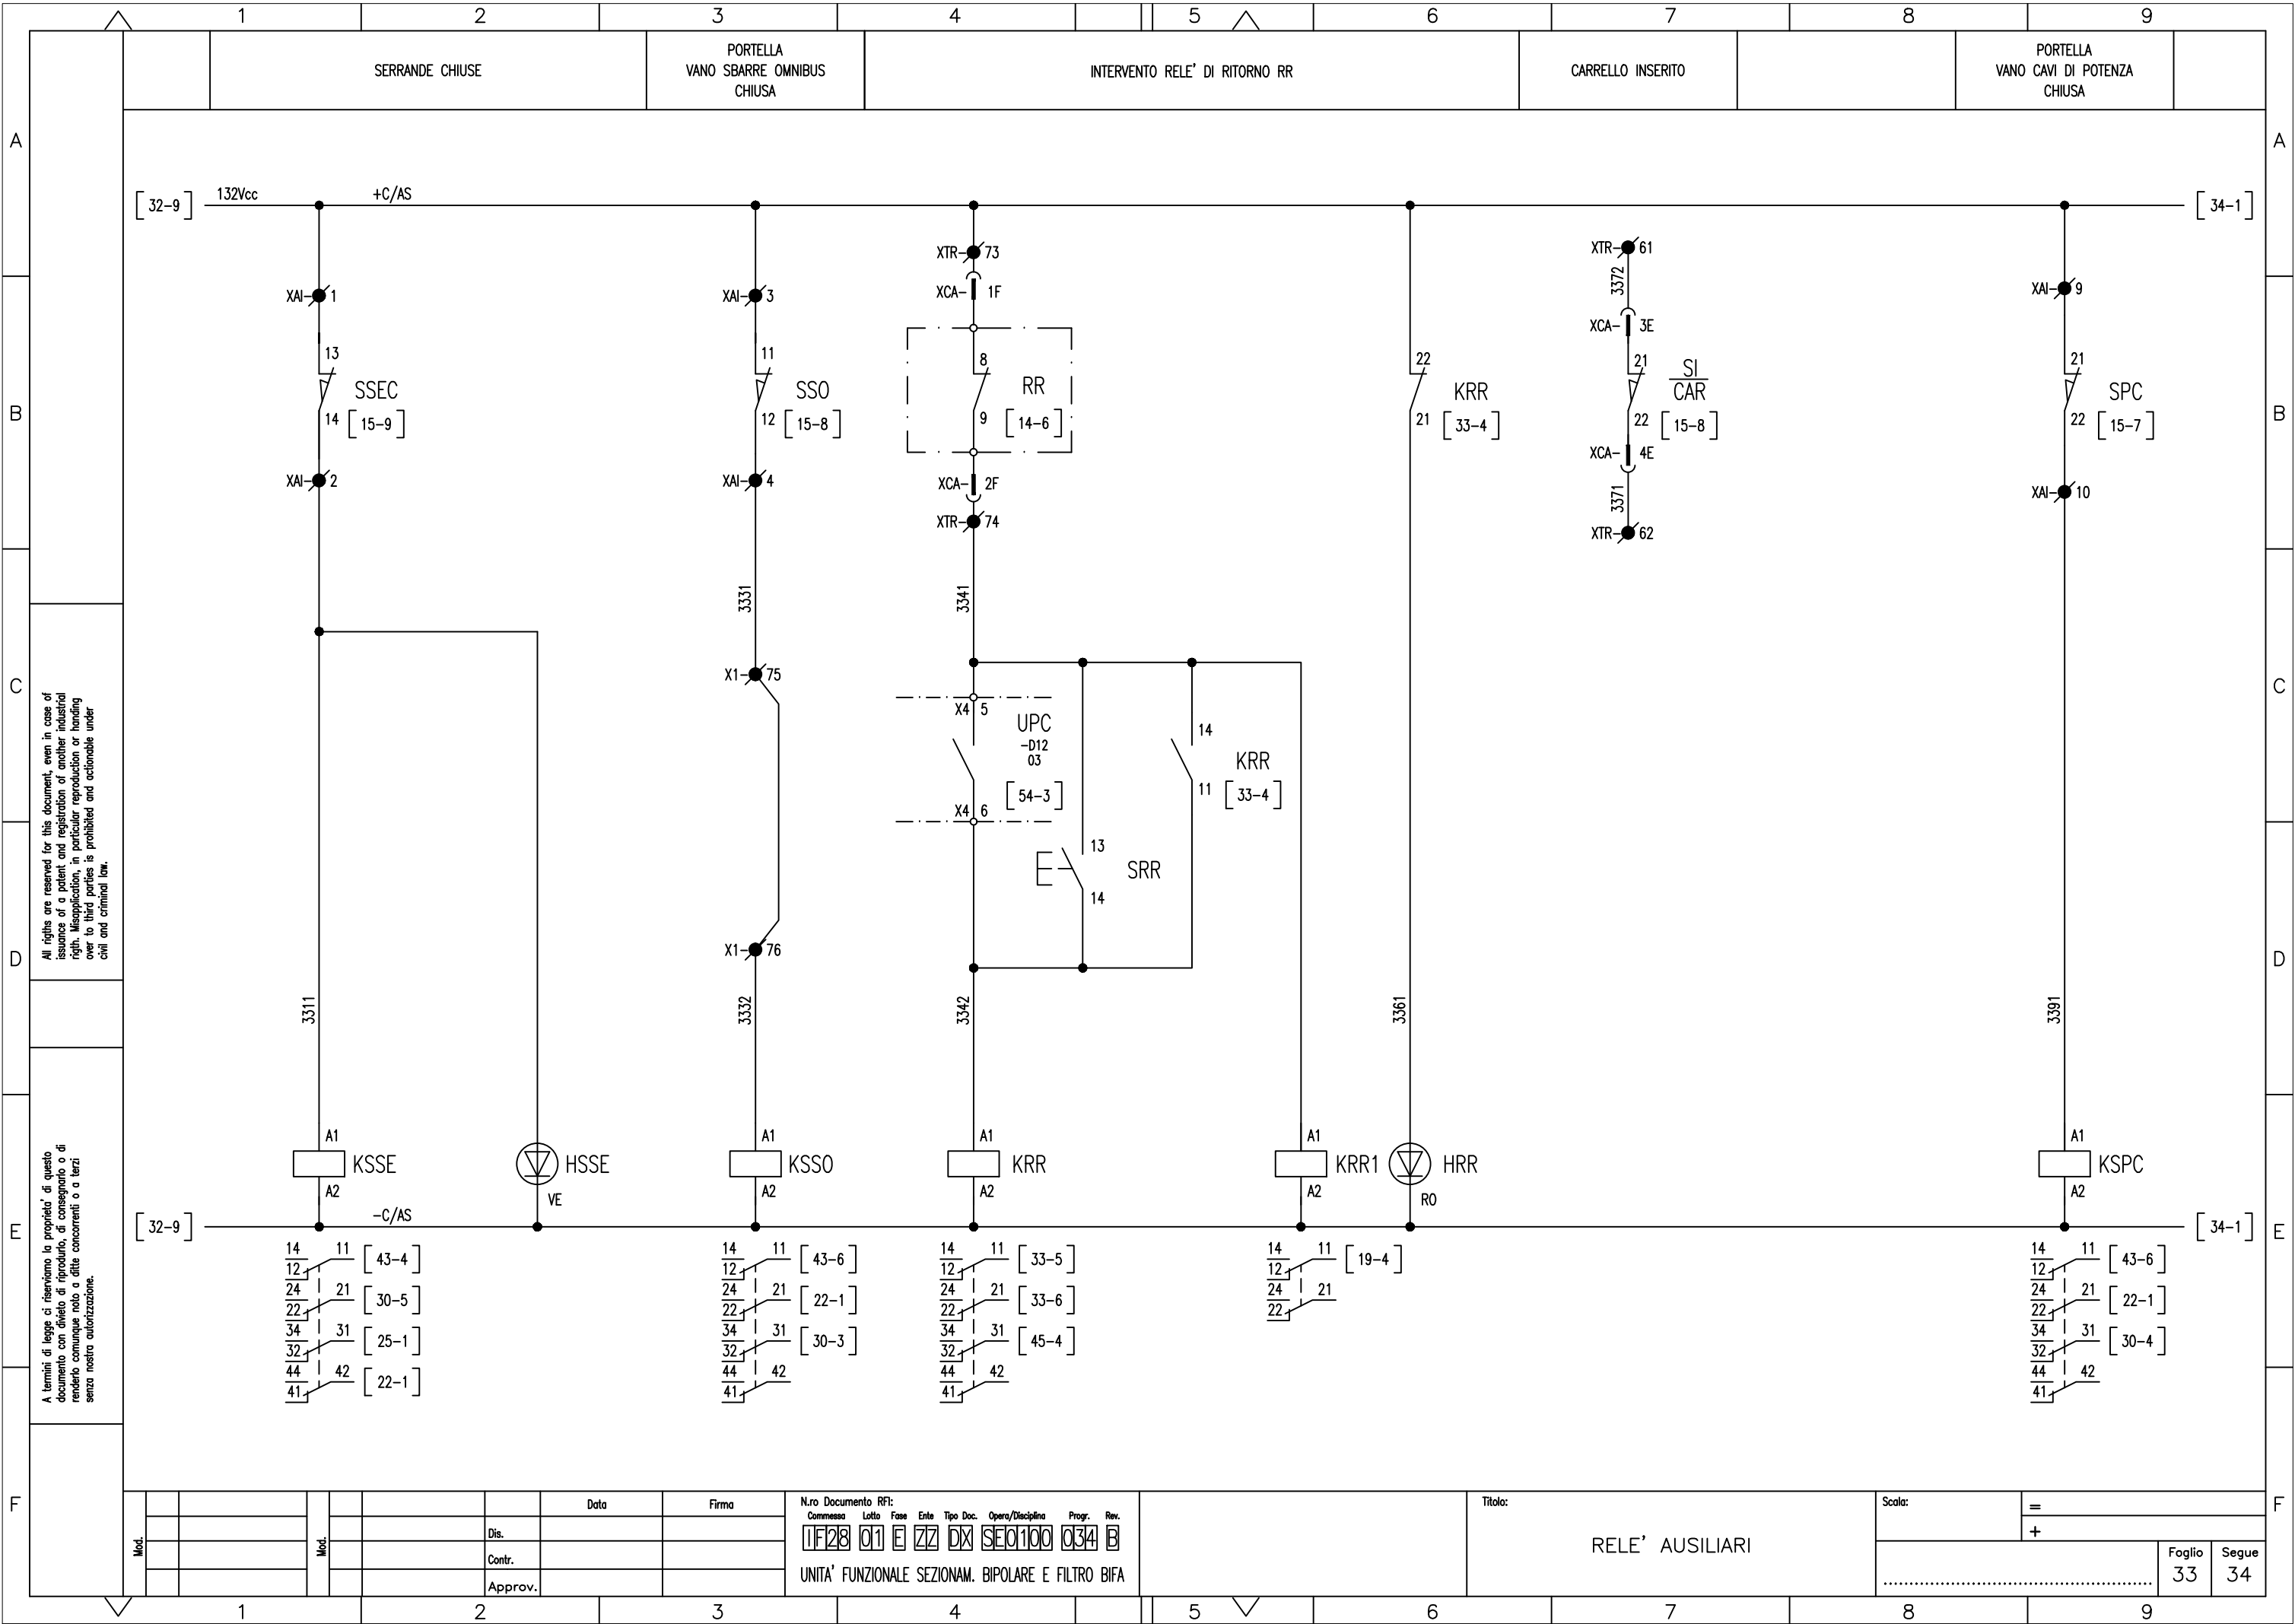 1 2 3 4 5 6 7 8 9
SERRANDE CHIUSE
PORTELLA
VANO SBARRE OMNIBUS
CHIUSA
INTERVENTO RELE' DI RITORNO RR
CARRELLO INSERITO
PORTELLA
VANO CAVI DI POTENZA
CHIUSA
A A
B B
C C
D D
E E
F F
32-9
132Vcc
+C/AS
34-1
XAI- 1
13
SSEC
14
15-9
XAI- 2
3311
A1
KSSE
A2
HSSE
VE
XAI- 3
11
SSO
12
15-8
XAI- 4
3331
X1- 75
X1- 76
3332
A1
KSSO
A2
XTR- 73
XCA- 1F
8
RR
9
14-6
XCA- 2F
XTR- 74
3341
X4 5
UPC
-D12
03
54-3
X4 6
13
SRR
14
14
KRR
11
33-4
3342
A1
KRR
A2
A1
KRR1
A2
22
KRR
21
33-4
3361
HRR
RO
XTR- 61
3372
XCA- 3E
21
SI
CAR
22
15-8
XCA- 4E
3371
XTR- 62
XAI- 9
21
SPC
22
15-7
XAI- 10
3391
A1
KSPC
A2
32-9
-C/AS
34-1
14 11 43-4
12
24 21 30-5
22
34 31 25-1
32
44 42 22-1
41
14 11 43-6
12
24 21 22-1
22
34 31 30-3
32
44 42
41
14 11 33-5
12
24 21 33-6
22
34 31 45-4
32
44 42
41
14 11 19-4
12
24 21
22
14 11 43-6
12
24 21 22-1
22
34 31 30-4
32
44 42
41
All rigths are reserved for this document, even in case of
issuance of a patent and registration of another industrial
rigth. Misapplication, in particular reproduction or handing
over to third parties is prohibited and actionable under
civil and criminal law.
A termini di legge ci riserviamo la proprieta' di questo
documento con divieto di riprodurlo, di consegnarlo o di
renderlo comunque noto a ditte concorrenti o a terzi
senza nostra autorizzazione.
Mod.
Mod.
Data
Firma
Dis.
Contr.
Approv.
N.ro Documento RFI:
Commessa Lotto Fase Ente Tipo Doc. Opera/Disciplina Progr. Rev.
IF28 01 E ZZ DX SE0100 034 B
UNITA' FUNZIONALE SEZIONAM. BIPOLARE E FILTRO BIFA
Titolo:
RELE' AUSILIARI
Scala:
=
+
Foglio
33
Segue
34
1 2 3 4 5 6 7 8 9